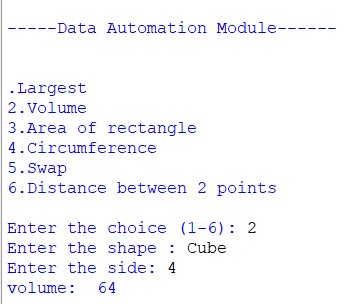 -----Data Automation Module------
.Largest
2.Volume
3.Area of rectangle
4.Circumference
5.Swap
6.Distance between 2 points
Enter the choice (1-6): 2
Enter the shape : Cube
Enter the side: 4
volume:  64